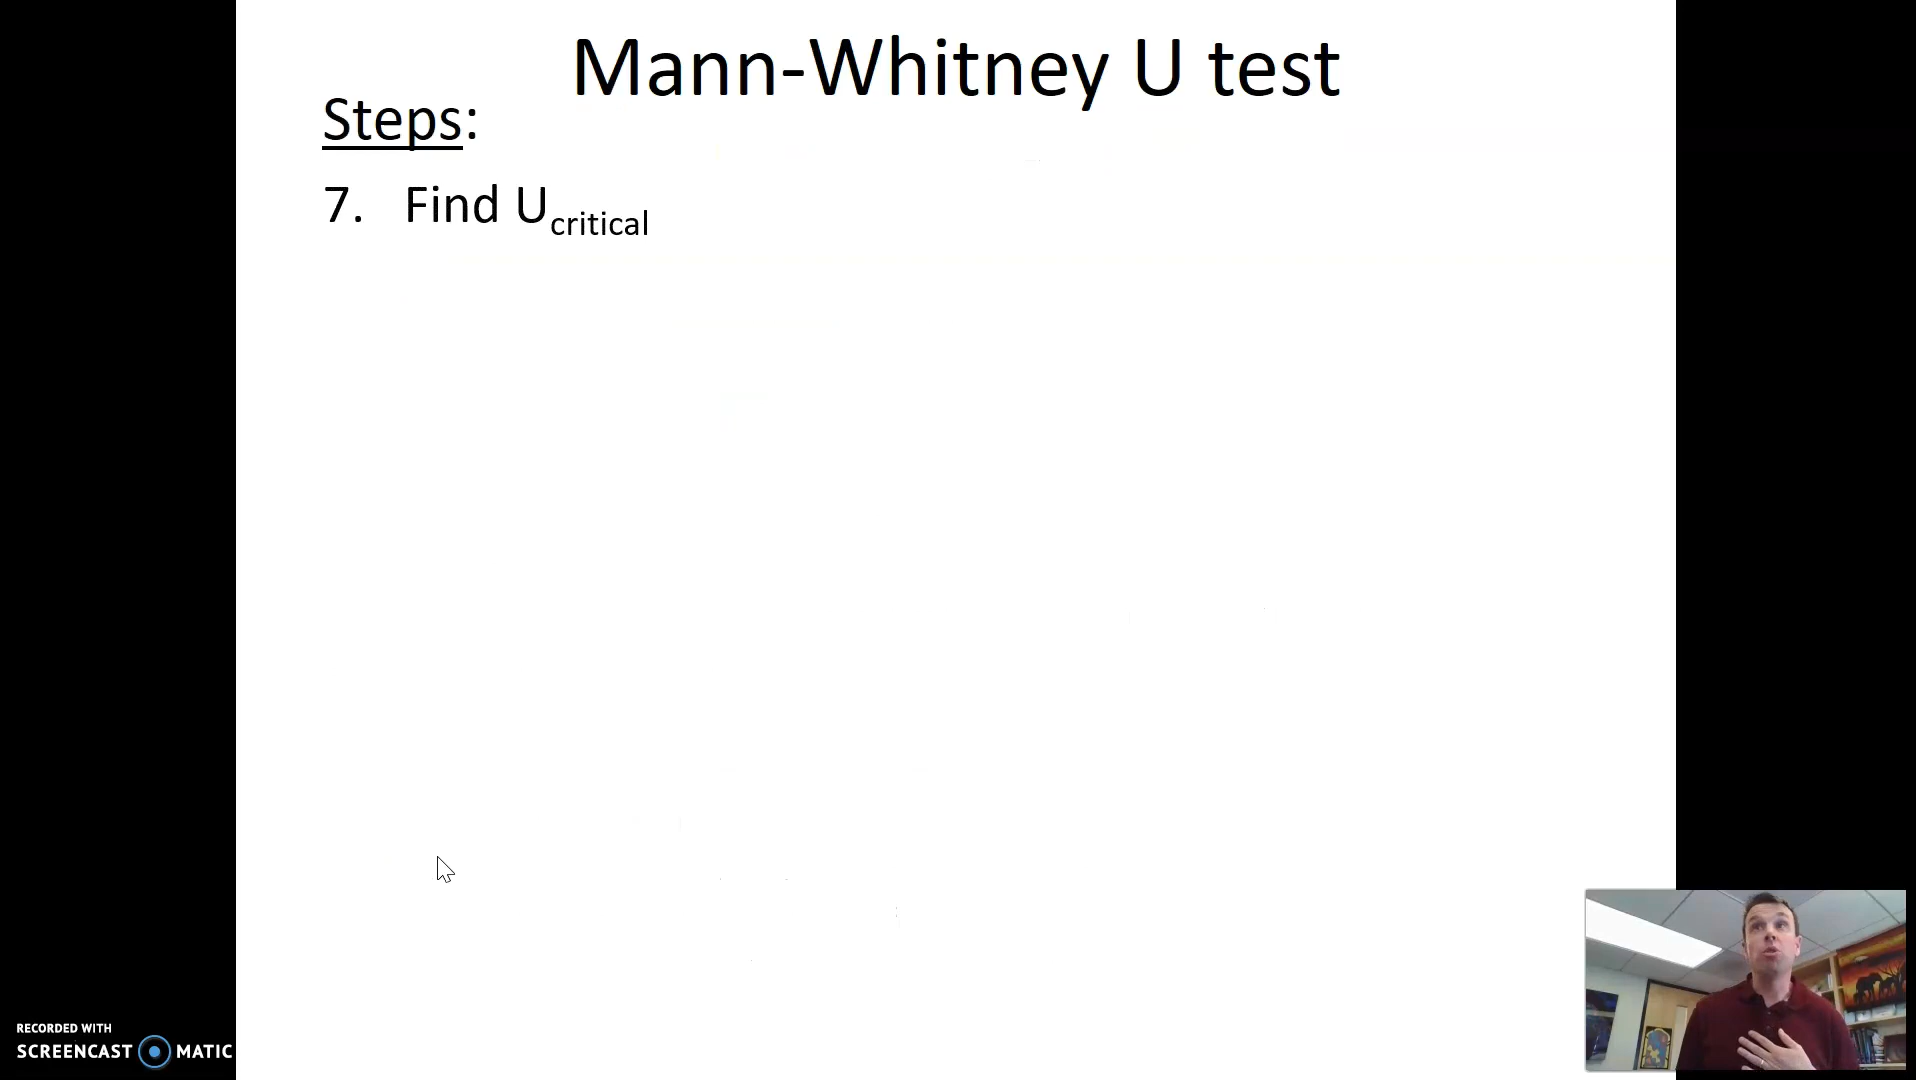 Mann-Whitney U test
Steps:
7. Find Ucritical
RECORDED WITH
SCREENCAST MATIC